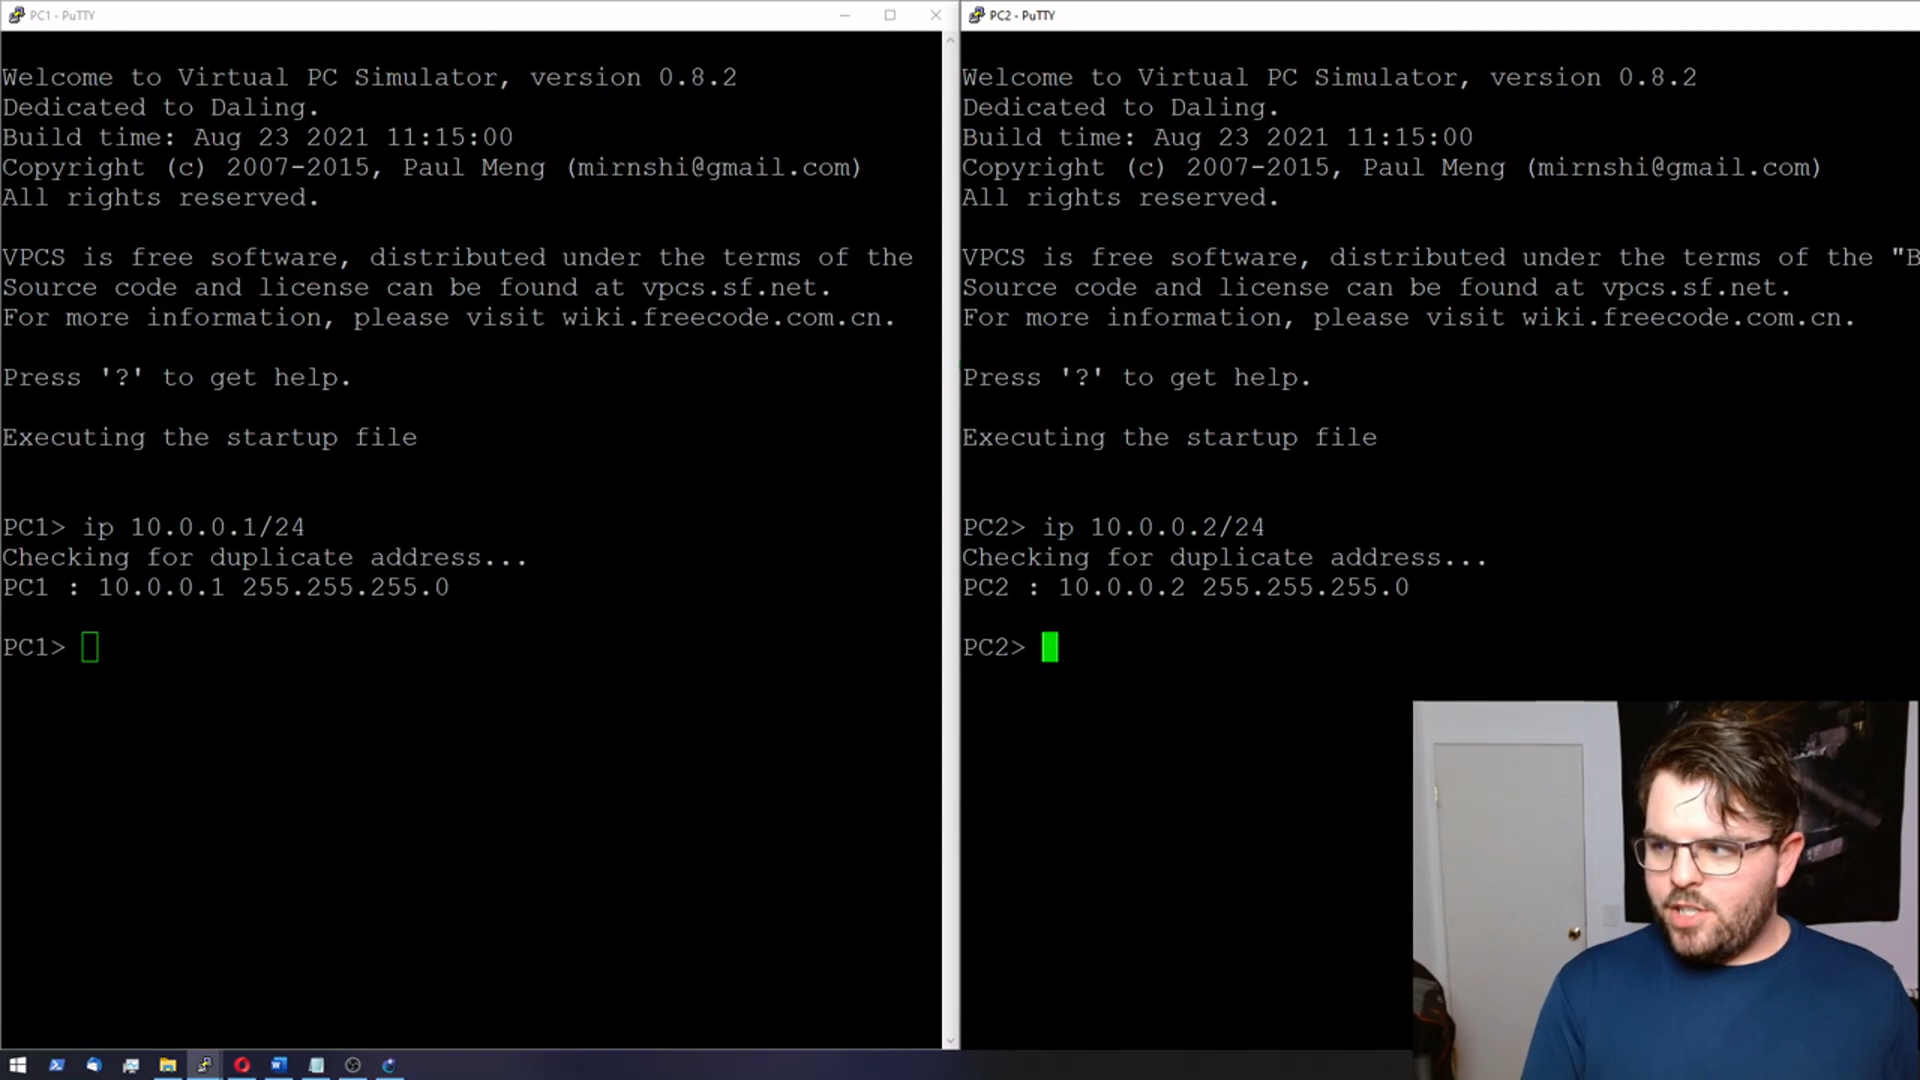 PC1 - PuTTY
Welcome to Virtual PC Simulator, version 0.8.2
Dedicated to Daling.
Build time: Aug 23 2021 11:15:00
Copyright (c) 2007-2015, Paul Meng (mirnshi@gmail.com)
All rights reserved.
VPCS is free software, distributed under the terms of the
Source code and license can be found at vpcs.sf.net.
For more information, please visit wiki.freecode.com.cn.
Press '?' to get help.
Executing the startup file
PC1> ip 10.0.0.1/24
Checking for duplicate address...
PC1 : 10.0.0.1 255.255.255.0
PC1>
PC2 - PuTTY
Welcome to Virtual PC Simulator, version 0.8.2
Dedicated to Daling.
Build time: Aug 23 2021 11:15:00
Copyright (c) 2007-2015, Paul Meng (mirnshi@gmail.com)
All rights reserved.
VPCS is free software, distributed under the terms of the "B
Source code and license can be found at vpcs.sf.net.
For more information, please visit wiki.freecode.com.cn.
Press '?' to get help.
Executing the startup file
PC2> ip 10.0.0.2/24
Checking for duplicate address...
PC2 : 10.0.0.2 255.255.255.0
PC2>